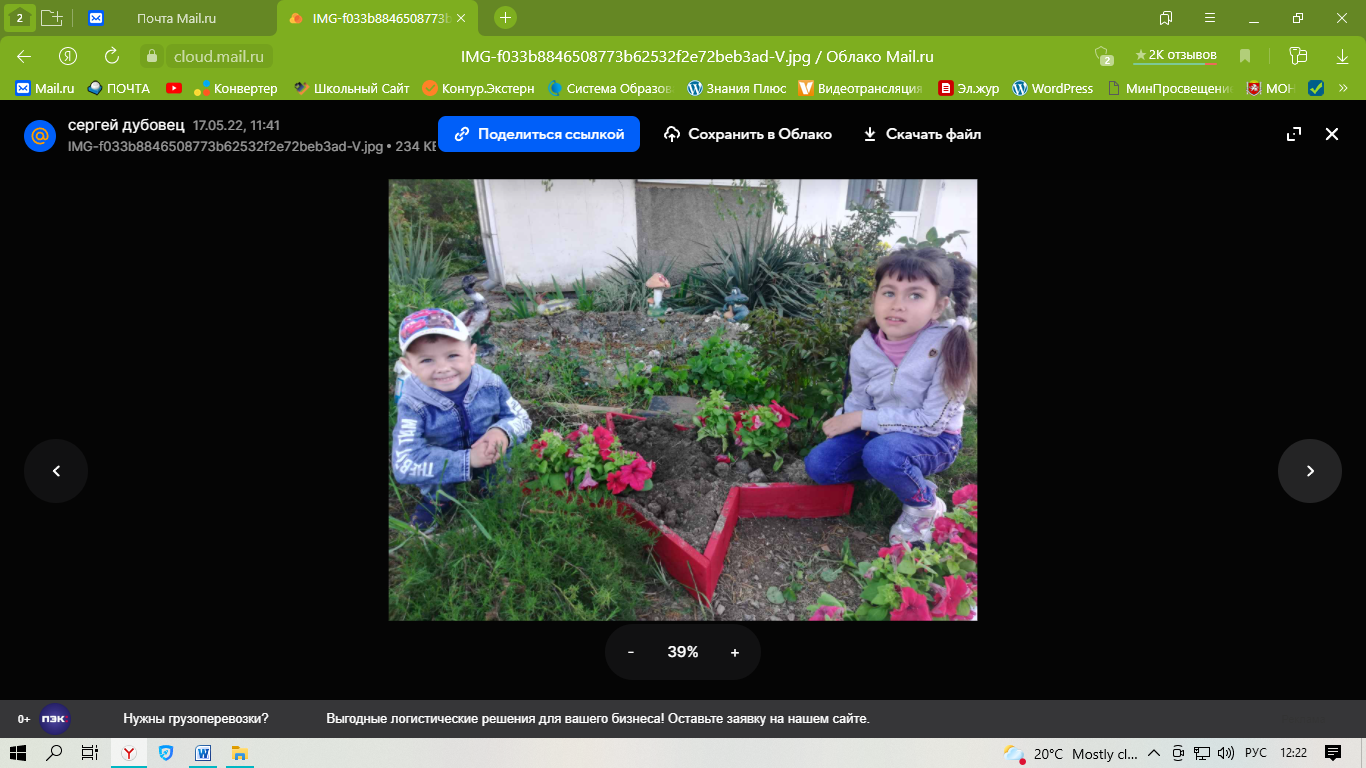 2
Почта Mail.ru
IMG-f033b8846508773b
cloud.mail.ru
IMG-f033b8846508773b62532f2e72beb3ad-V.jpg / Облако Mail.ru
2
2K отзывов
Mail.ru
ПОЧТА
Конвертер
Школьный Сайт
Контур.Экстерн
Система Образов
Знания Плюс
Видеотрансляция
Эл.жур
WordPress
МинПросвещени
МОН
»
сергей дубовец 17.05.22, 11:41
IMG-f033b8846508773b62532f2e72beb3ad-V.jpg • 234 КБ
Поделиться ссылкой
Сохранить в Облако
Скачать файл
- 39% +
0+
ПЭК
Нужны грузоперевозки?
Выгодные логистические решения для вашего бизнеса! Оставьте заявку на нашем сайте.
20°C Mostly cl...
РУС
12:22